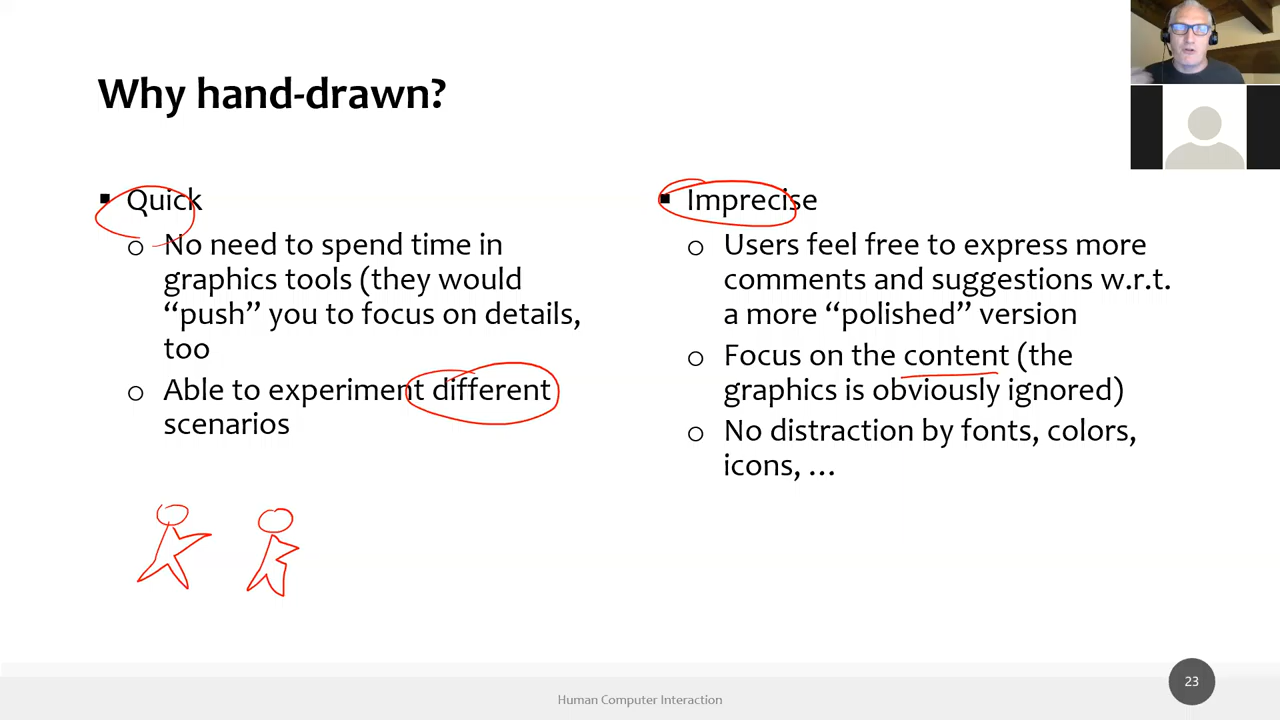 Why hand-drawn?
▪ Quick
o No need to spend time in
graphics tools (they would
“push” you to focus on details,
too
o Able to experiment different
scenarios
▪ Imprecise
o Users feel free to express more
comments and suggestions w.r.t.
a more “polished” version
o Focus on the content (the
graphics is obviously ignored)
o No distraction by fonts, colors,
icons, …
Human Computer Interaction
23